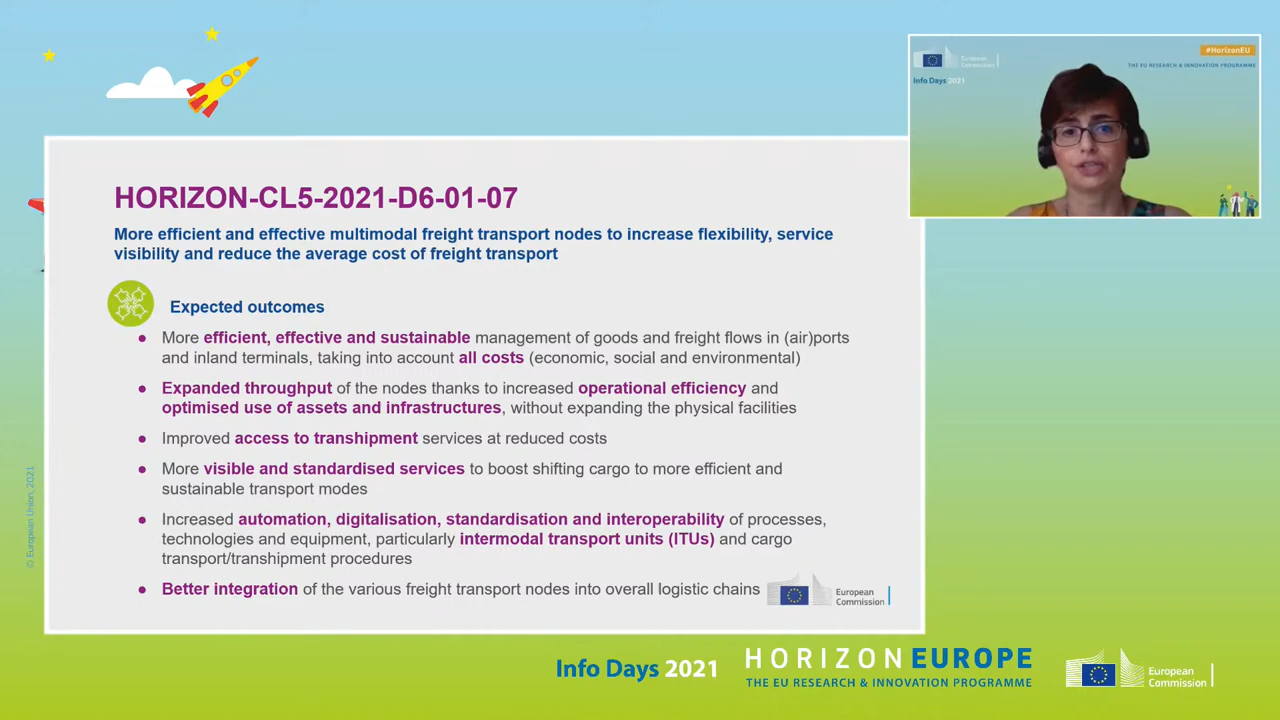 European
Commission
#HorizonEU
THE EU RESEARCH & INNOVATION PROGRAMME
Info Days 2021
HORIZON-CL5-2021-D6-01-07
More efficient and effective multimodal freight transport nodes to increase flexibility, service
visibility and reduce the average cost of freight transport
Expected outcomes
• More efficient, effective and sustainable management of goods and freight flows in (air)ports
and inland terminals, taking into account all costs (economic, social and environmental)
• Expanded throughput of the nodes thanks to increased operational efficiency and
optimised use of assets and infrastructures, without expanding the physical facilities
• Improved access to transhipment services at reduced costs
• More visible and standardised services to boost shifting cargo to more efficient and
sustainable transport modes
• Increased automation, digitalisation, standardisation and interoperability of processes,
technologies and equipment, particularly intermodal transport units (ITUs) and cargo
transport/transhipment procedures
• Better integration of the various freight transport nodes into overall logistic chains
European
Commission
© European Union, 2021
Info Days 2021
HORIZON EUROPE
THE EU RESEARCH & INNOVATION PROGRAMME
European
Commission